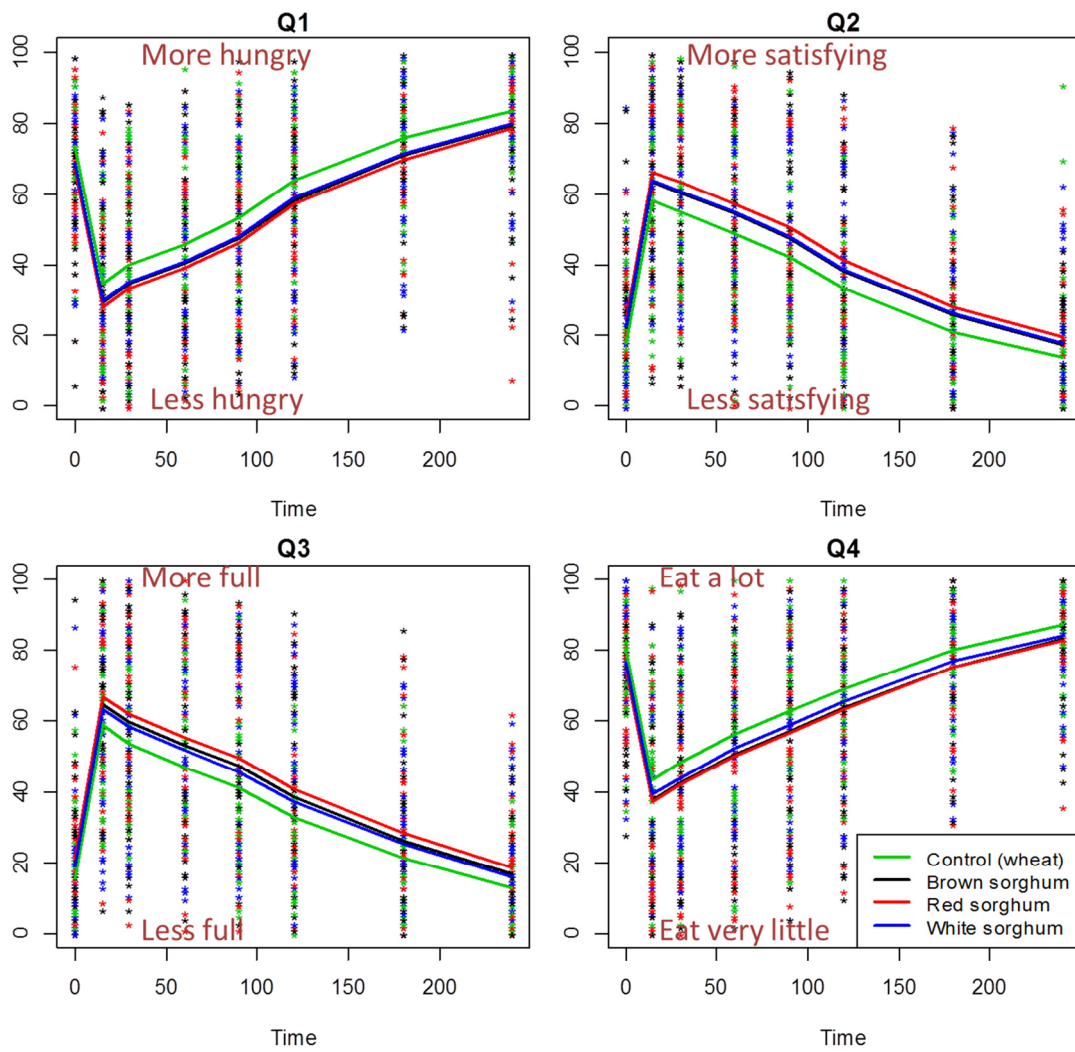 Q1
More hungry
Less hungry
0 20 40 60 80 100
0 50 100 150 200
Time
Q2
More satisfying
Less satisfying
0 20 40 60 80 100
0 50 100 150 200
Time
Q3
More full
Less full
0 20 40 60 80 100
0 50 100 150 200
Time
Q4
Eat a lot
Eat very little
Control (wheat)
Brown sorghum
Red sorghum
White sorghum
0 20 40 60 80 100
0 50 100 150 200
Time